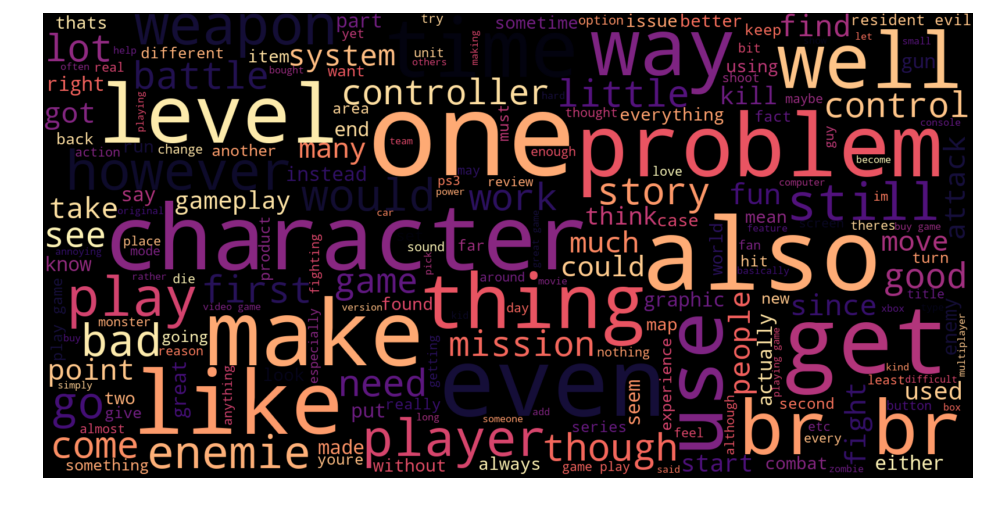 thats
weapon
time
part
try
yet
sometime
option
issue
better
keep
find
resident evil
let
small
lot
help
different
item
system
unit
others
making
way
bit
well
gun
often
real
battle
bought
want
using
shoot
right
playing
level
controller
little
kill
maybe
control
got
area
must
thought
everything
fact
guy
console
back
end
one
problem
action
change
another
many
team
enough
become
run
however
instead
would
may
review
love
computer
ps3
power
work
story
fun
still
attack
im
say
gameplay
take
original
car
think
case
mean
feature
theres
buy game
see
place
mode
character
sound
far
much
also
world
fan
hit
move
turn
know
product
fighting
pick
could
basically
good
annoying
rather
die
around
movie
play
first
game
found
thing
graphic
new
since
title
enemy
xbox
monster
video game
version
day
map
people
buy
bad
going
make
mission
nothing
use
actually
get
multiplayer
reason
especially
getting
experience
point
simply
great
anything
like
need
even
seem
kind
least
difficult
go
two
give
put
really
long
someone
add
series
feel
although
second
etc
every
button
box
used
almost
come
something
enemie
made
youre
player
without
always
though
game play
said
start
br br
combat
zombie
fight
either
playing game